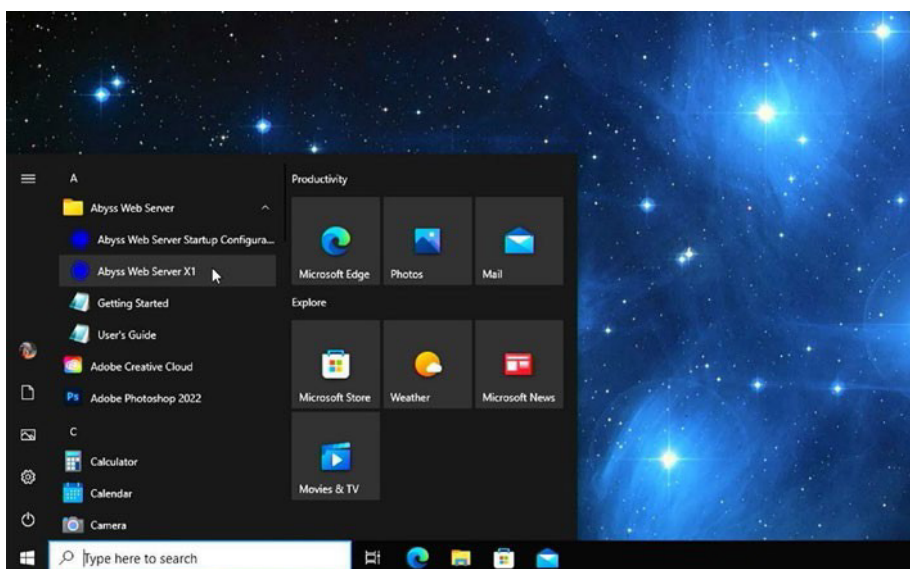 A
Abyss Web Server
Abyss Web Server Startup Configura...
Abyss Web Server X1
Getting Started
User's Guide
Adobe Creative Cloud
Ps Adobe Photoshop 2022
C
Calculator
Calendar
Camera
Productivity
Microsoft Edge Photos Mail
Explore
Microsoft Store Weather Microsoft News
Movies & TV
Type here to search